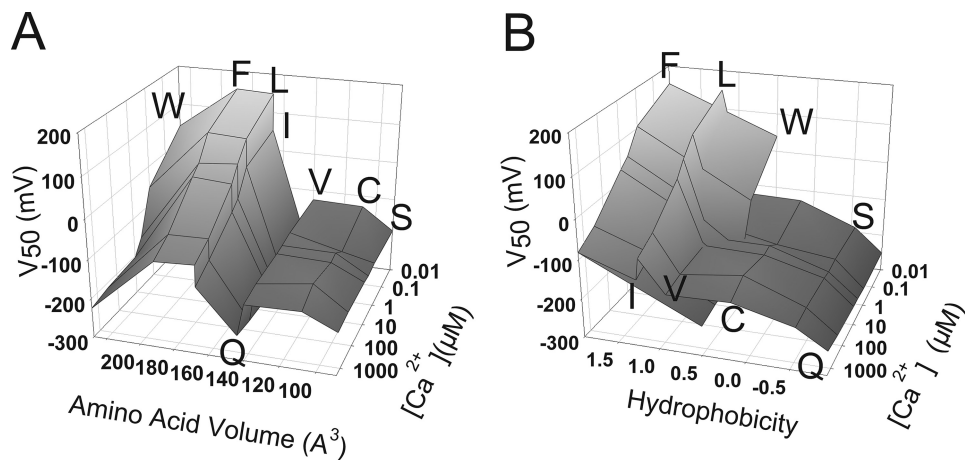 A
W
F
L
I
V
C
S
Q
200
100
0
-100
-200
-300
V50 (mV)
200
180
160
140
120
100
Amino Acid Volume (A³)
0.01
0.1
1
10
100
1000
[Ca²⁺](µM)
B
F
L
W
S
I
V
C
Q
200
100
0
-100
-200
-300
V50 (mV)
1.5
1.0
0.5
0.0
-0.5
Hydrophobicity
0.01
0.1
1
10
100
1000
[Ca²⁺] (µM)